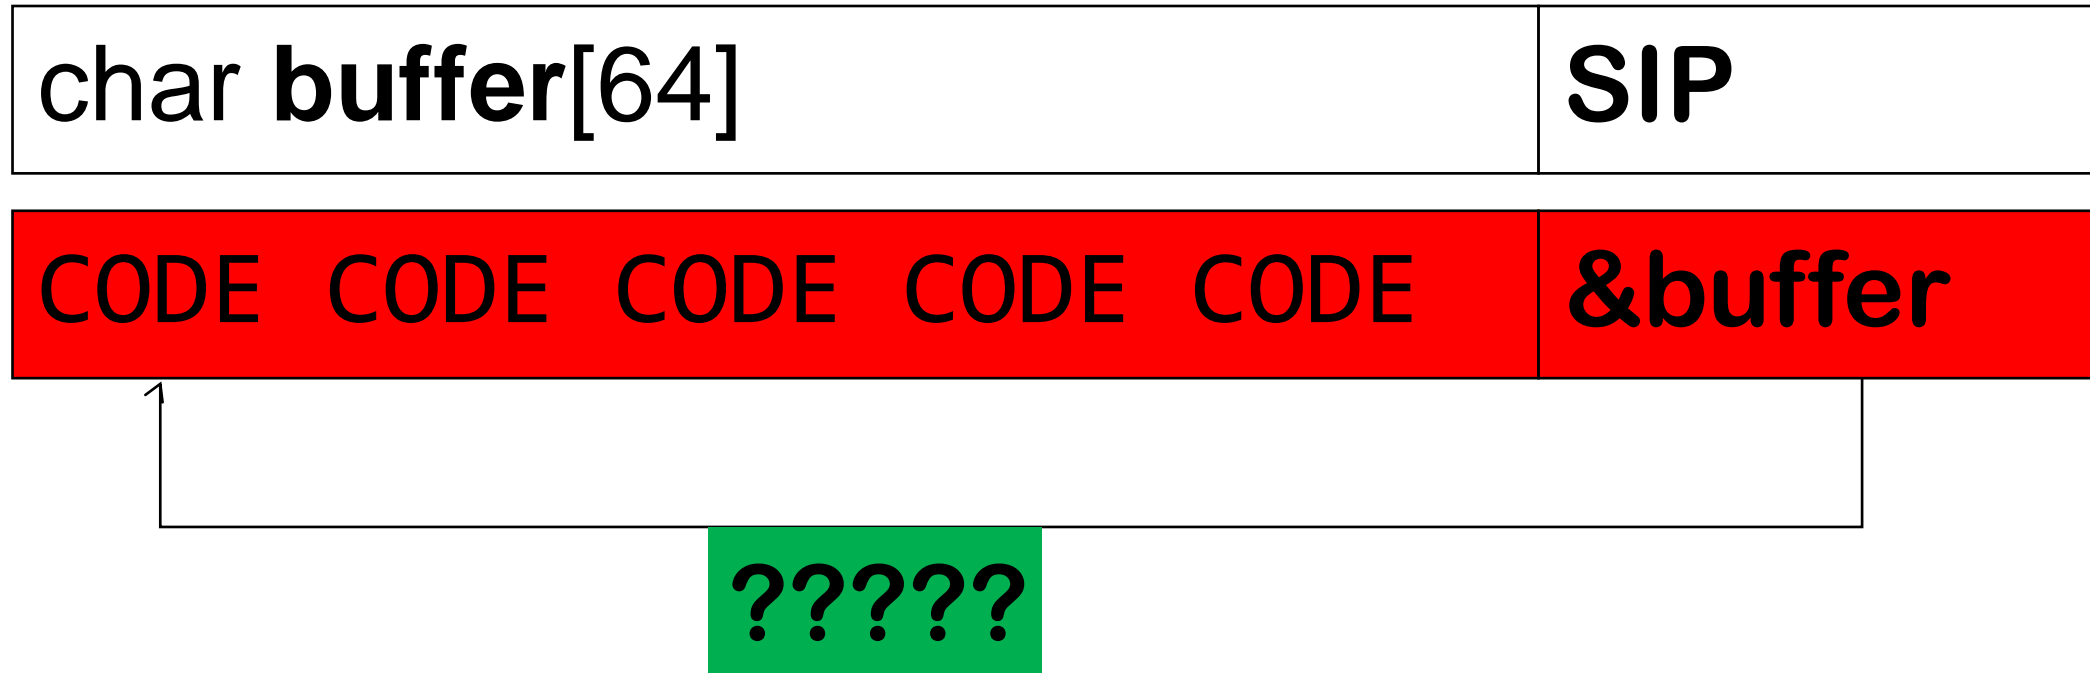 char buffer[64] SIP
CODE CODE CODE CODE CODE &buffer
?????